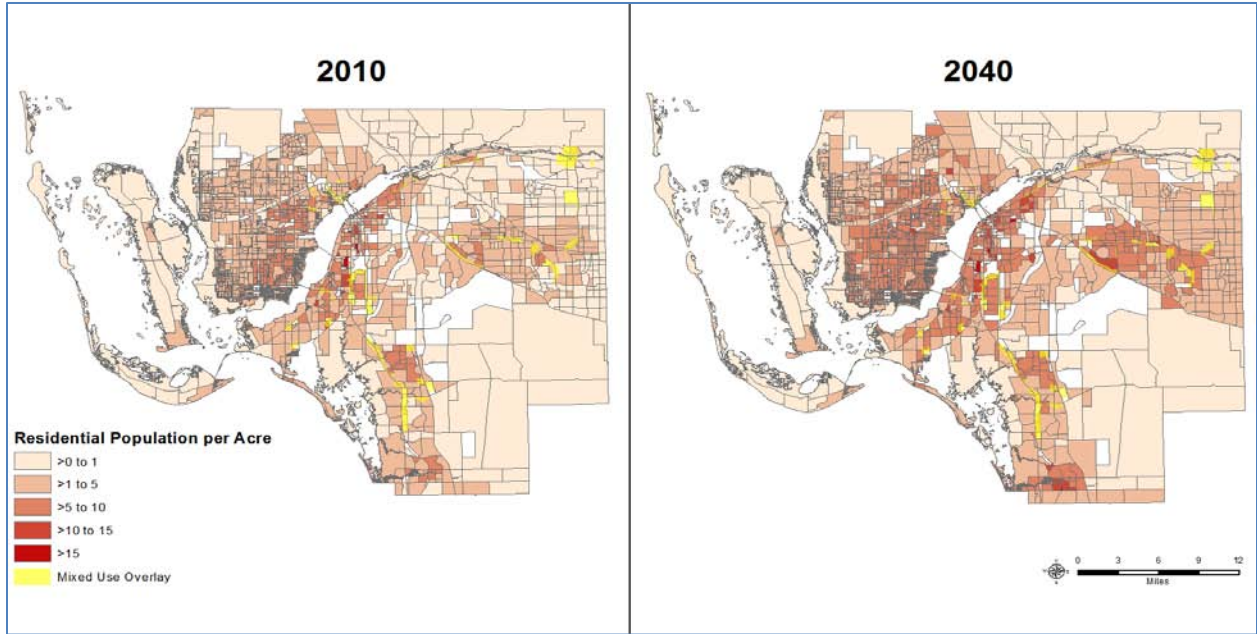 2010
2040
Residential Population per Acre
>0 to 1
>1 to 5
>5 to 10
>10 to 15
>15
Mixed Use Overlay
0 3 6 9 12
Miles